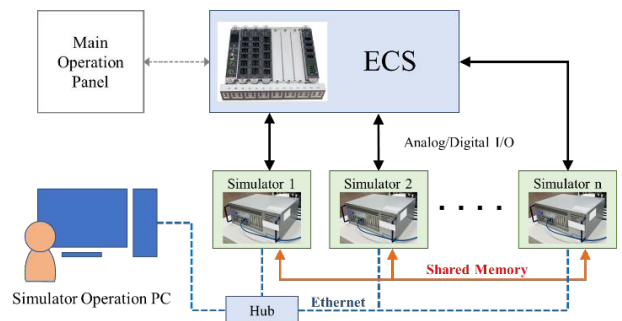 Main
Operation
Panel
ECS
Analog/Digital I/O
Simulator 1
Simulator 2
Simulator n
Shared Memory
Simulator Operation PC
Ethernet
Hub